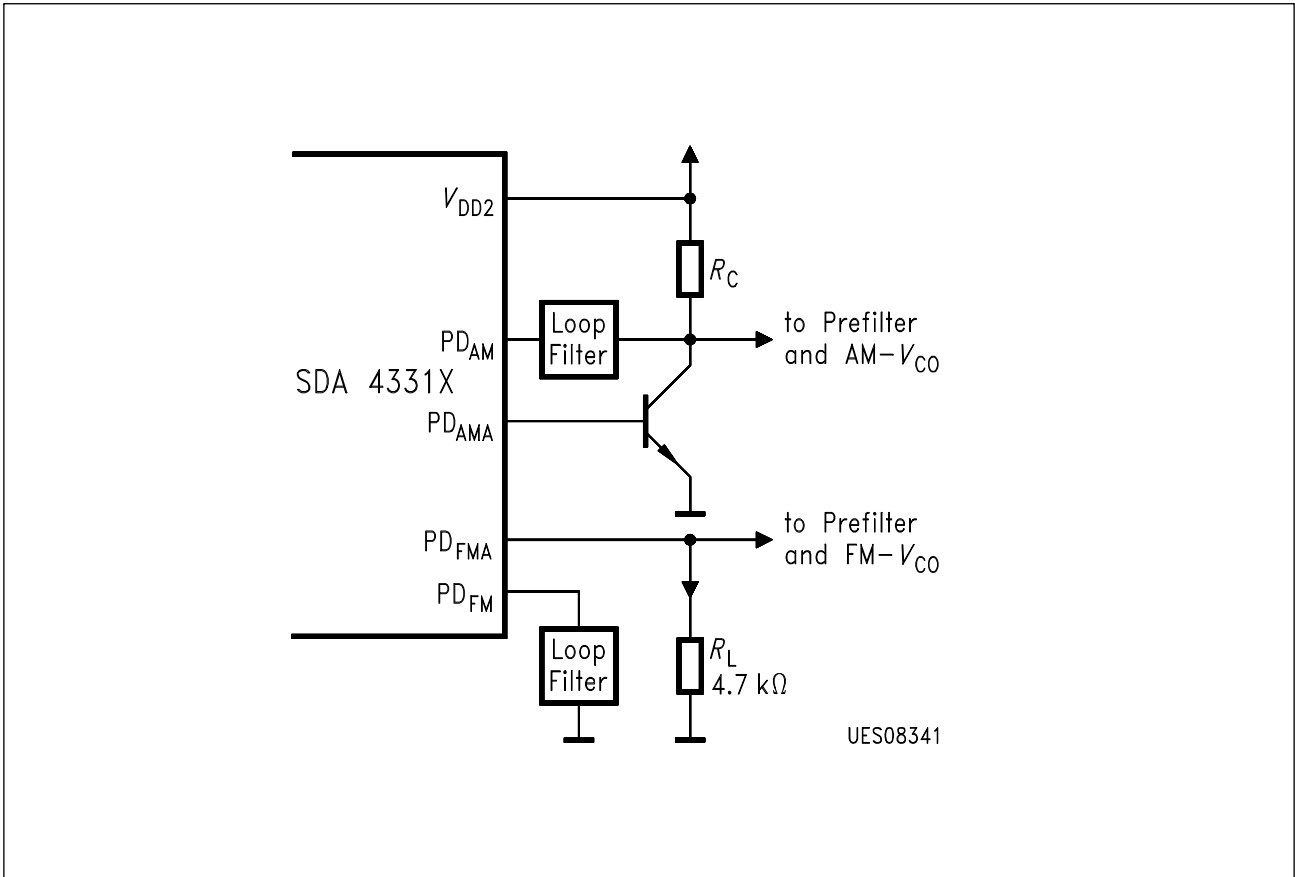 V_DD2
R_C
Loop
Filter
to Prefilter
and AM-V_CO
PD_AM
SDA 4331X
PD_AMA
to Prefilter
and FM-V_CO
PD_FMA
PD_FM
Loop
Filter
R_L
4.7 kΩ
UES08341